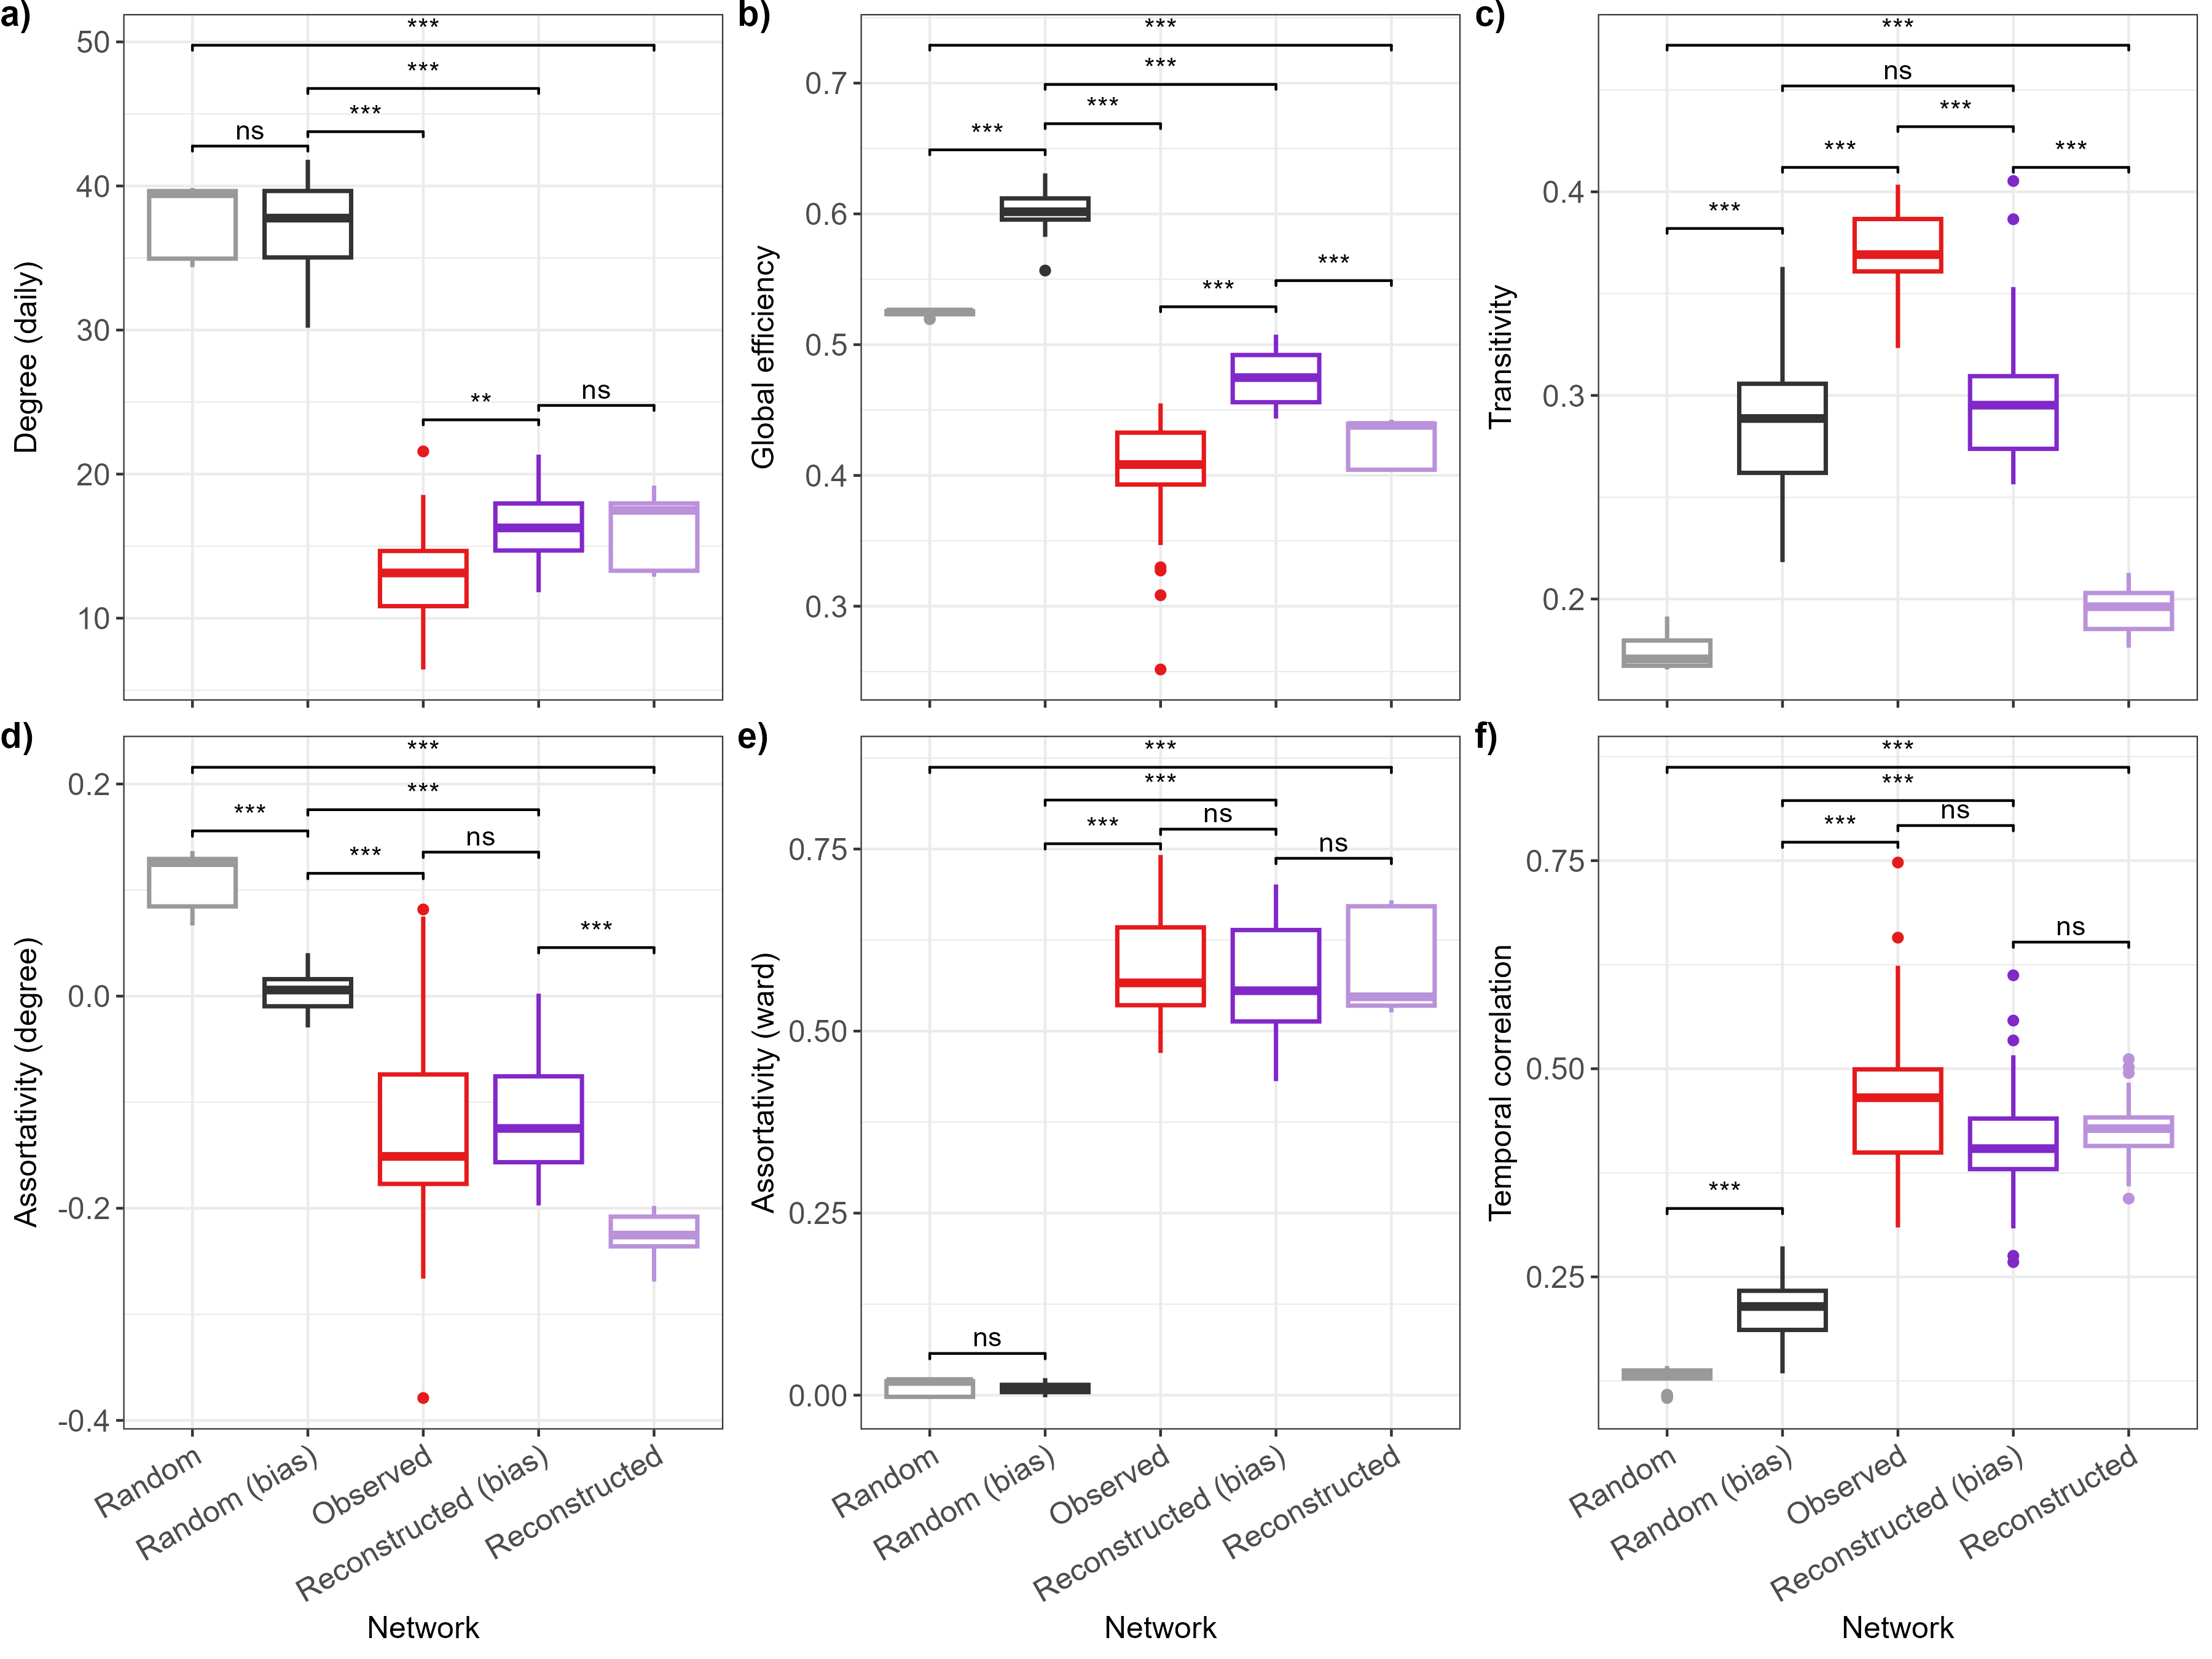 a)
***
50
***
***
ns
40
30
ns
**
20
10
Degree (daily)
b)
***
***
0.7
***
***
0.6
***
***
0.5
0.4
0.3
Global efficiency
c)
***
ns
***
***
***
0.4
***
0.3
0.2
Transitivity
d)
***
0.2
***
***
ns
***
***
0.0
-0.2
-0.4
Assortativity (degree)
Random
Random (bias)
Observed
Reconstructed (bias)
Reconstructed
Network
e)
***
***
ns
***
0.75
ns
0.50
0.25
ns
0.00
Assortativity (ward)
Random
Random (bias)
Observed
Reconstructed (bias)
Reconstructed
Network
f)
***
***
ns
***
0.75
ns
0.50
***
0.25
Temporal correlation
Random
Random (bias)
Observed
Reconstructed (bias)
Reconstructed
Network